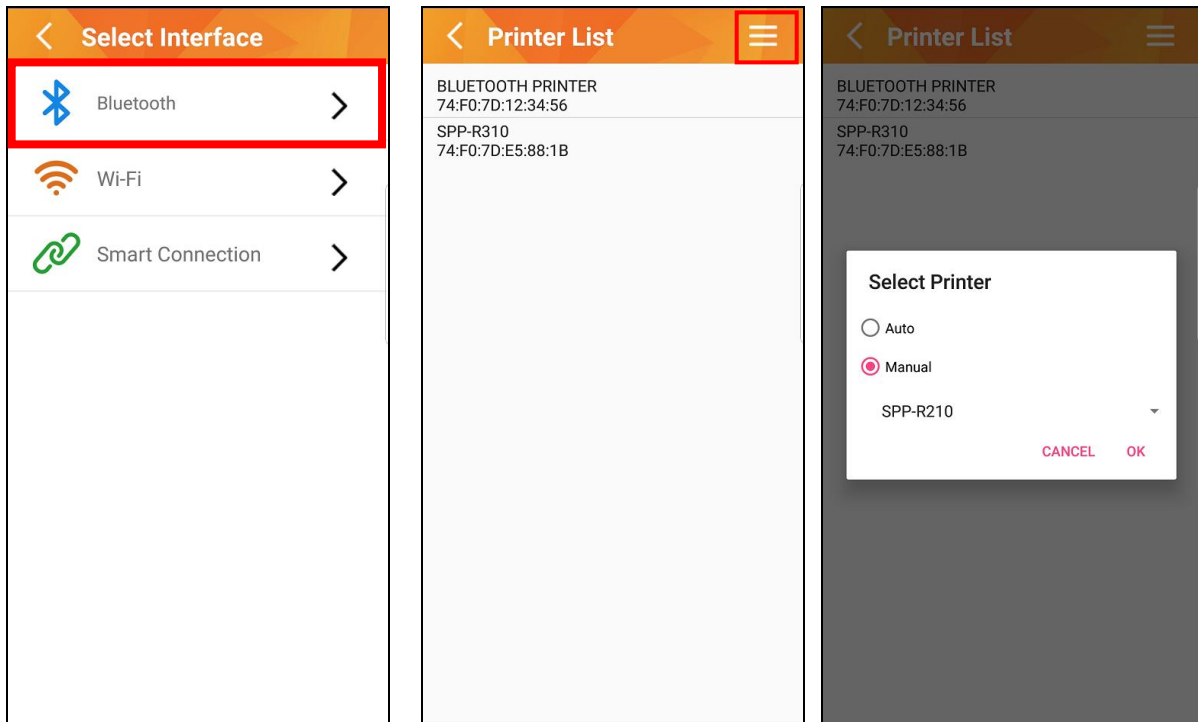 Select Interface
Bluetooth
Wi-Fi
Smart Connection
Printer List
BLUETOOTH PRINTER
74:F0:7D:12:34:56
SPP-R310
74:F0:7D:E5:88:1B
Printer List
BLUETOOTH PRINTER
74:F0:7D:12:34:56
SPP-R310
74:F0:7D:E5:88:1B
Select Printer
Auto
Manual
SPP-R210
CANCEL OK